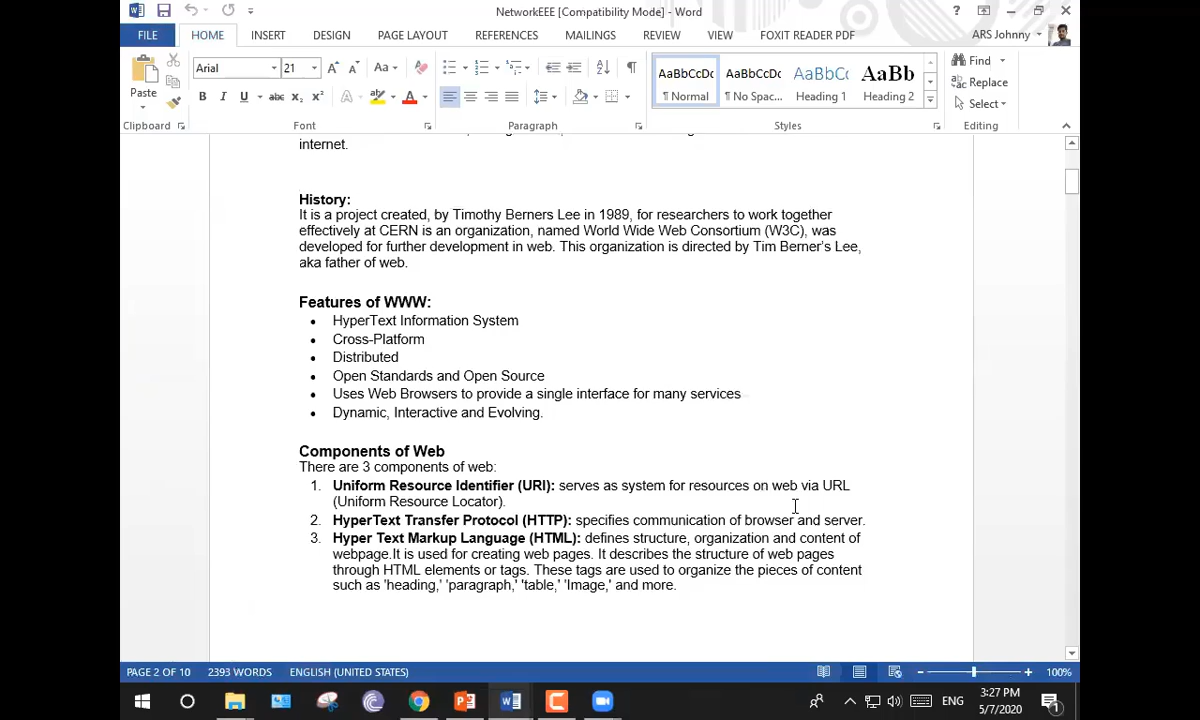 NetworkEEE [Compatibility Mode] - Word
?
FILE HOME INSERT DESIGN PAGE LAYOUT REFERENCES MAILINGS REVIEW VIEW FOXIT READER PDF ARS Johnny
Arial 21 Aa
Paste
B I U abc x₂ x² A A
AaBbCcDc AaBbCcDc AaBbCc AaBbCc
¶ Normal ¶ No Spac... Heading 1 Heading 2
Find
Replace
Select
Clipboard Font Paragraph Styles Editing
internet.
History:
It is a project created, by Timothy Berners Lee in 1989, for researchers to work together
effectively at CERN is an organization, named World Wide Web Consortium (W3C), was
developed for further development in web. This organization is directed by Tim Berner's Lee,
aka father of web.
Features of WWW:
• HyperText Information System
• Cross-Platform
• Distributed
• Open Standards and Open Source
• Uses Web Browsers to provide a single interface for many services
• Dynamic, Interactive and Evolving.
Components of Web
There are 3 components of web:
1. Uniform Resource Identifier (URI): serves as system for resources on web via URL
(Uniform Resource Locator).
2. HyperText Transfer Protocol (HTTP): specifies communication of browser and server.
3. Hyper Text Markup Language (HTML): defines structure, organization and content of
webpage.It is used for creating web pages. It describes the structure of web pages
through HTML elements or tags. These tags are used to organize the pieces of content
such as 'heading,' 'paragraph,' 'table,' 'Image,' and more.
PAGE 2 OF 10 2393 WORDS ENGLISH (UNITED STATES) 100%
ENG
3:27 PM
5/7/2020